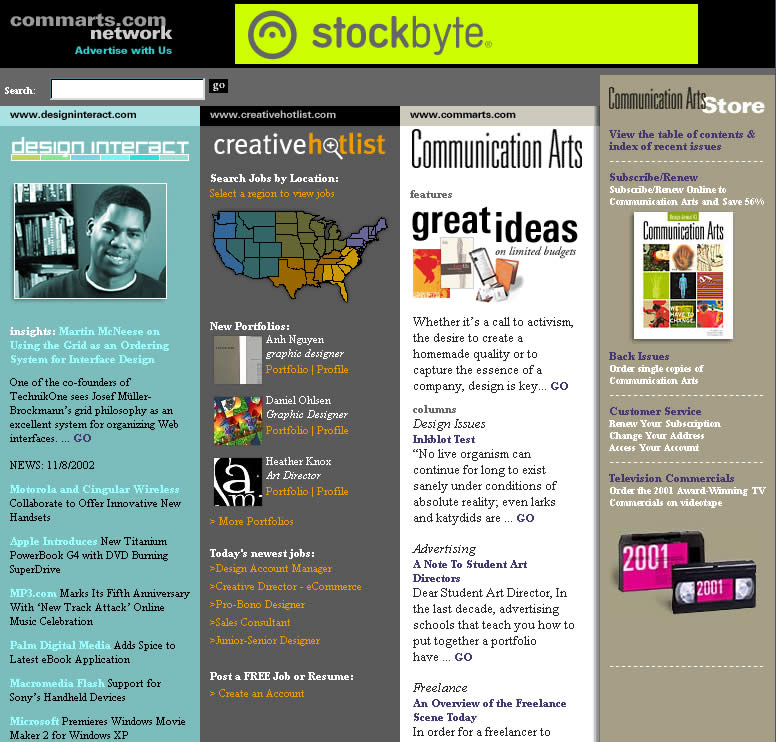 commarts.com
network
Advertise with Us
stockbyte®
Search:
go
www.designinteract.com
design interact
insights: Martin McNeese on
Using the Grid as an Ordering
System for Interface Design
One of the co-founders of
TechnikOne sees Josef Müller-
Brockmann's grid philosophy as an
excellent system for organizing Web
interfaces. ... GO
NEWS: 11/8/2002
Motorola and Cingular Wireless
Collaborate to Offer Innovative New
Handsets
Apple Introduces New Titanium
PowerBook G4 with DVD Burning
SuperDrive
MP3.com Marks Its Fifth Anniversary
With ‘New Track Attack’ Online
Music Celebration
Palm Digital Media Adds Spice to
Latest eBook Application
Macromedia Flash Support for
Sony's Handheld Devices
Microsoft Premieres Windows Movie
Maker 2 for Windows XP
www.creativehotlist.com
creativehotlist
Search Jobs by Location:
Select a region to view jobs
New Portfolios:
Anh Nguyen
graphic designer
Portfolio | Profile
Daniel Ohlsen
Graphic Designer
Portfolio | Profile
a.
m.
Heather Knox
Art Director
Portfolio | Profile
> More Portfolios
Today's newest jobs:
>Design Account Manager
>Creative Director - eCommerce
>Pro-Bono Designer
>Sales Consultant
>Junior-Senior Designer
Post a FREE Job or Resume:
> Create an Account
www.commarts.com
Communication Arts
features
great ideas
on limited budgets
Whether it's a call to activism,
the desire to create a
homemade quality or to
capture the essence of a
company, design is key... GO
columns
Design Issues
Inkblot Test
“No live organism can
continue for long to exist
sanely under conditions of
absolute reality; even larks
and katydids are ... GO
Advertising
A Note To Student Art
Directors
Dear Student Art Director, In
the last decade, advertising
schools that teach you how to
put together a portfolio
have ... GO
Freelance
An Overview of the Freelance
Scene Today
In order for a freelancer to
Communication Arts
Store
View the table of contents &
index of recent issues
Subscribe/Renew
Subscribe/Renew Online to
Communication Arts and Save 56%
Communication Arts
WE HAVE
TO CHANGE.
Back Issues
Order single copies of
Communication Arts
Customer Service
Renew Your Subscription
Change Your Address
Access Your Account
Television Commercials
Order the 2001 Award-Winning TV
Commercials on videotape
2001
2001